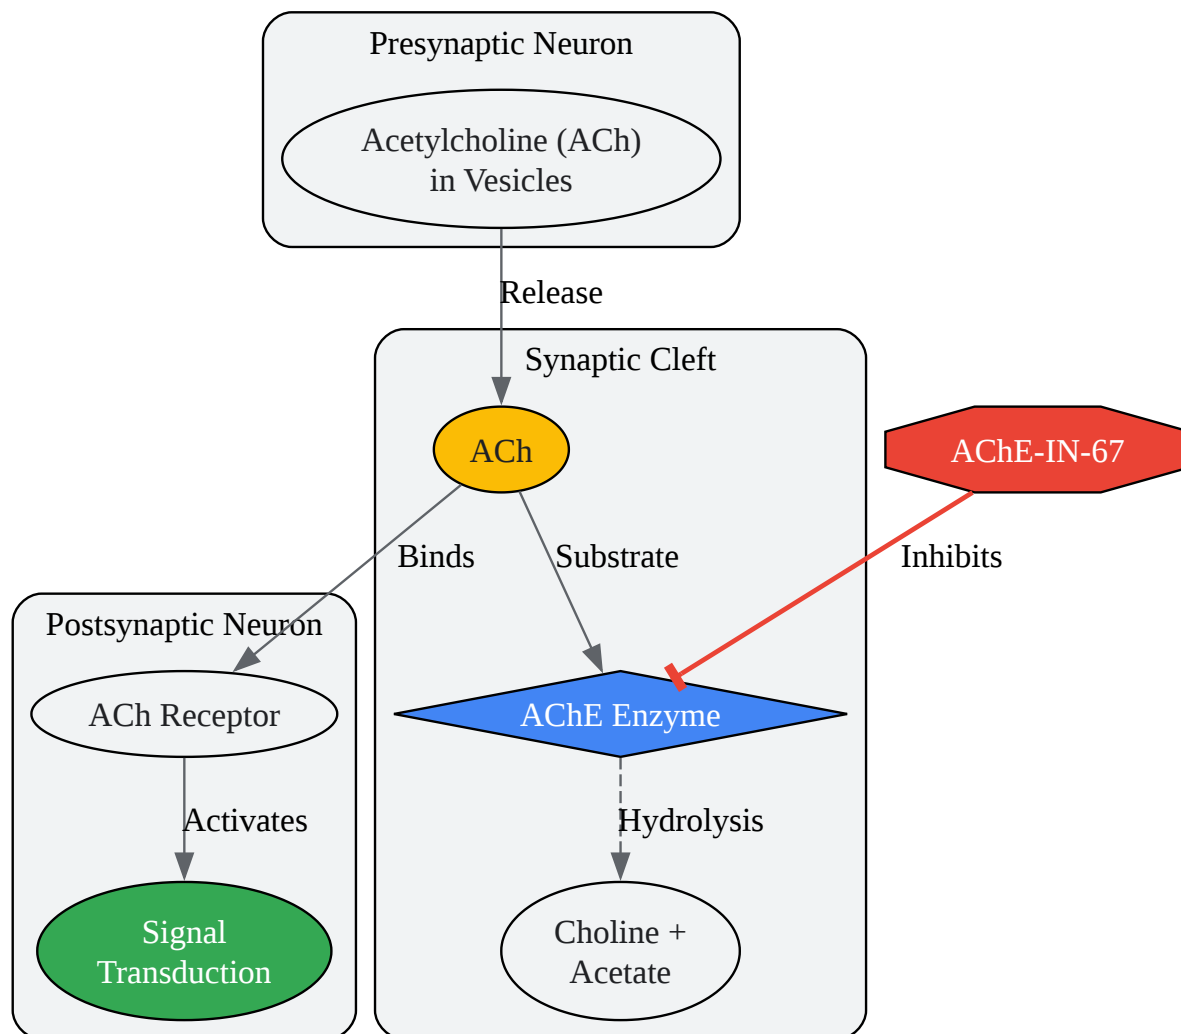 Presynaptic Neuron
Acetylcholine (ACh)
in Vesicles
Release
Synaptic Cleft
ACh
AChE-IN-67
Binds
Substrate
Inhibits
Postsynaptic Neuron
ACh Receptor
AChE Enzyme
Activates
Hydrolysis
Signal
Transduction
Choline +
Acetate